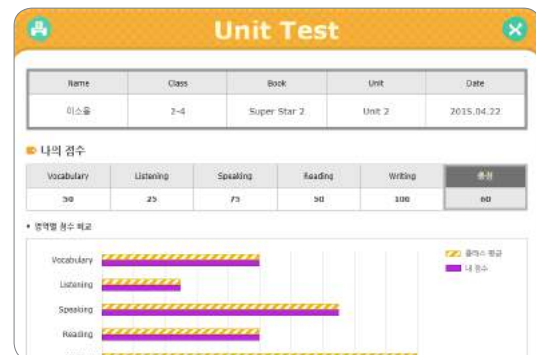 Unit Test
Name Class Book Unit Date
이소율 2-4 Super Star 2 Unit 2 2015.04.22
나의 점수
Vocabulary Listening Speaking Reading Writing 총점
50 25 75 50 100 60
영역별 점수 비교
클래스 평균
내 점수
Vocabulary
Listening
Speaking
Reading